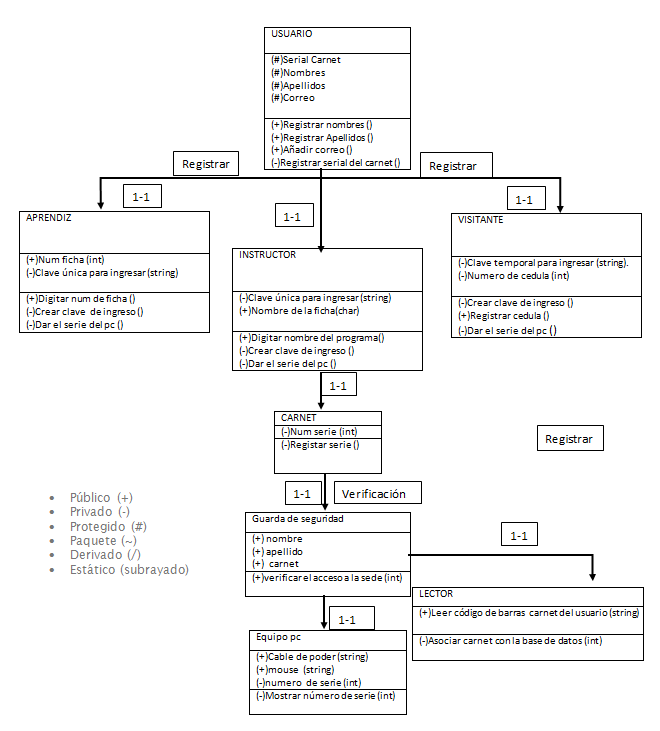 USUARIO
(#)Serial Carnet
(#)Nombres
(#)Apellidos
(#)Correo
(+)Registrar nombres ()
(+)Registrar Apellidos ()
(+)Añadir correo ()
(-)Registrar serial del carnet ()
Registrar
Registrar
1-1
1-1
1-1
APRENDIZ
(+)Num ficha (int)
(-)Clave única para ingresar (string)
(+)Digitar num de ficha ()
(-)Crear clave de ingreso ()
(-)Dar el serie del pc ()
INSTRUCTOR
(-)Clave única para ingresar (string)
(+)Nombre de la ficha(char)
(+)Digitar nombre del programa()
(-)Crear clave de ingreso ()
(-)Dar el serie del pc ()
VISITANTE
(-)Clave temporal para ingresar (string).
(-)Numero de cedula (int)
(-)Crear clave de ingreso ()
(+)Registrar cedula ()
(-)Dar el serie del pc ()
1-1
CARNET
(-)Num serie (int)
(-)Registar serie ()
Registrar
1-1
Verificación
• Público (+)
• Privado (-)
• Protegido (#)
• Paquete (~)
• Derivado (/)
• Estático (subrayado)
Guarda de seguridad
(+) nombre
(+) apellido
(+) carnet
(+)verificar el acceso a la sede (int)
1-1
LECTOR
(+)Leer código de barras carnet del usuario (string)
(-)Asociar carnet con la base de datos (int)
1-1
Equipo pc
(+)Cable de poder (string)
(+)mouse (string)
(-)numero de serie (int)
(-)Mostrar número de serie (int)